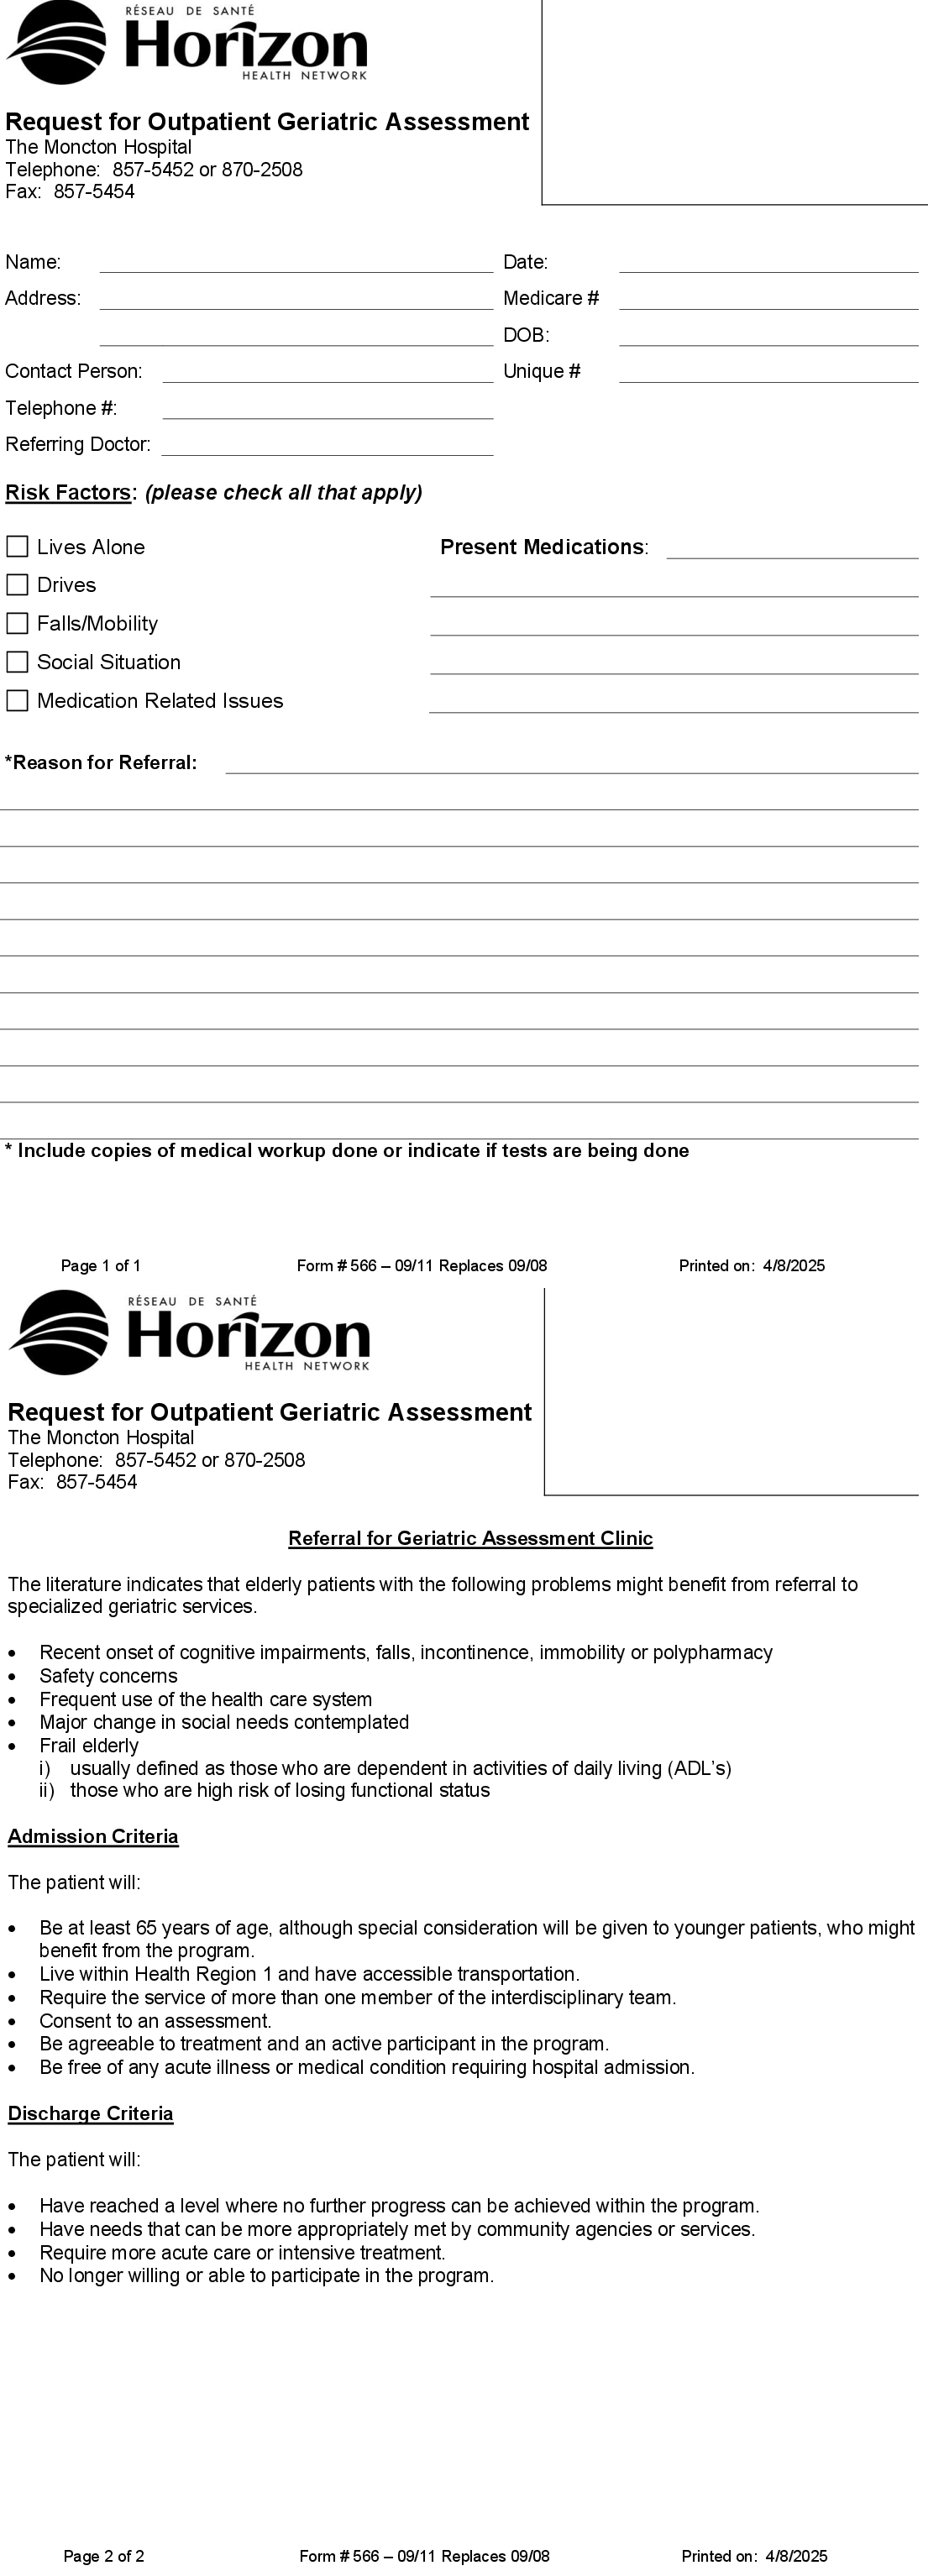 RÉSEAU DE SANTÉ
Horizon
HEALTH NETWORK
Request for Outpatient Geriatric Assessment
The Moncton Hospital
Telephone: 857-5452 or 870-2508
Fax: 857-5454
Name: Date:
Address: Medicare #
DOB:
Contact Person: Unique #
Telephone #:
Referring Doctor:
Risk Factors: (please check all that apply)
Lives Alone Present Medications:
Drives
Falls/Mobility
Social Situation
Medication Related Issues
*Reason for Referral:
* Include copies of medical workup done or indicate if tests are being done
Page 1 of 1 Form # 566 – 09/11 Replaces 09/08 Printed on: 4/8/2025
RÉSEAU DE SANTÉ
Horizon
HEALTH NETWORK
Request for Outpatient Geriatric Assessment
The Moncton Hospital
Telephone: 857-5452 or 870-2508
Fax: 857-5454
Referral for Geriatric Assessment Clinic
The literature indicates that elderly patients with the following problems might benefit from referral to
specialized geriatric services.
• Recent onset of cognitive impairments, falls, incontinence, immobility or polypharmacy
• Safety concerns
• Frequent use of the health care system
• Major change in social needs contemplated
• Frail elderly
i) usually defined as those who are dependent in activities of daily living (ADL’s)
ii) those who are high risk of losing functional status
Admission Criteria
The patient will:
• Be at least 65 years of age, although special consideration will be given to younger patients, who might
benefit from the program.
• Live within Health Region 1 and have accessible transportation.
• Require the service of more than one member of the interdisciplinary team.
• Consent to an assessment.
• Be agreeable to treatment and an active participant in the program.
• Be free of any acute illness or medical condition requiring hospital admission.
Discharge Criteria
The patient will:
• Have reached a level where no further progress can be achieved within the program.
• Have needs that can be more appropriately met by community agencies or services.
• Require more acute care or intensive treatment.
• No longer willing or able to participate in the program.
Page 2 of 2 Form # 566 – 09/11 Replaces 09/08 Printed on: 4/8/2025